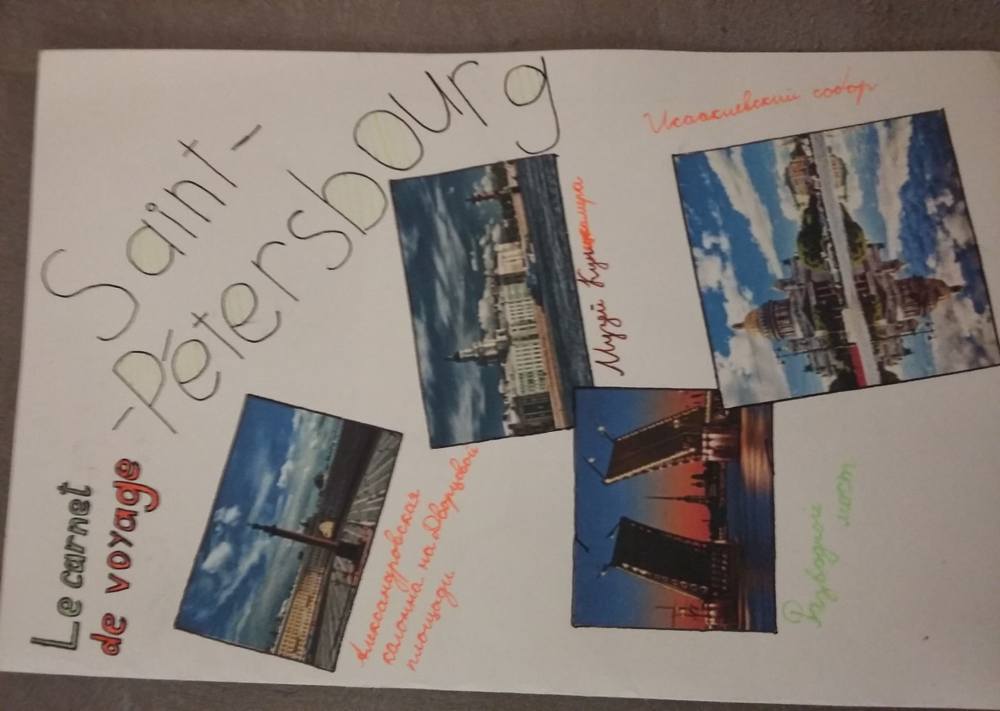 Le carnet
de voyage
Saint-
-Pétersbourg
Александровская
колонна на Дворцовой
площади
Музей Кунсткамера
Исаакиевский собор
Разводной
мост